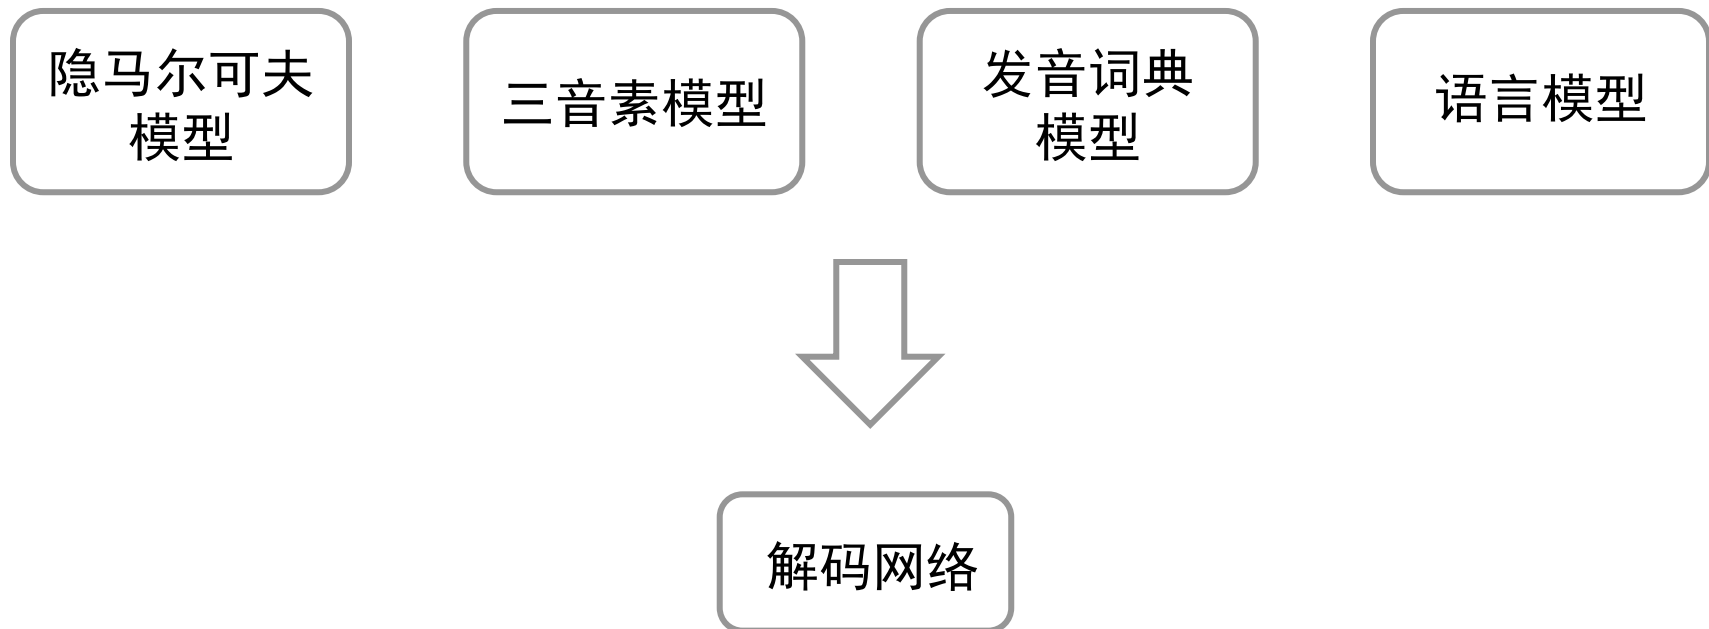 隐马尔可夫
模型
三音素模型
发音词典
模型
语言模型
解码网络